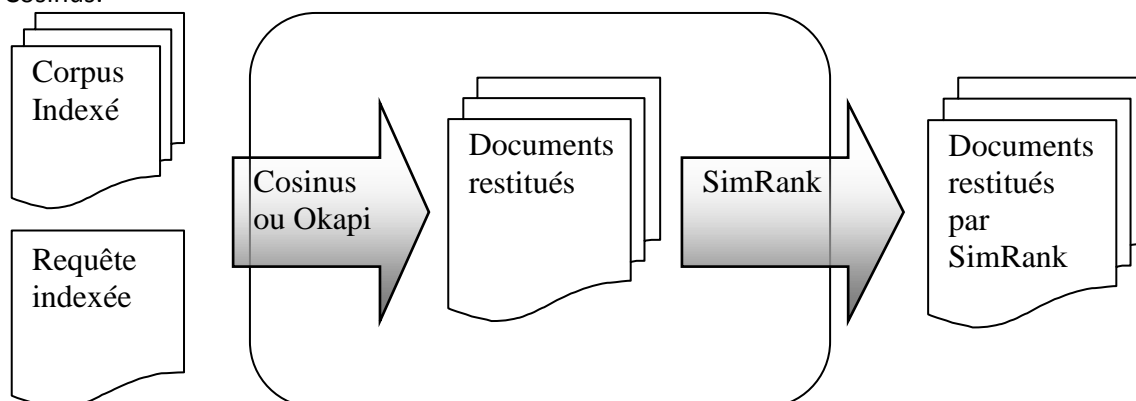 Cosinus.
Corpus
Indexé
Requête
indexée
Cosinus
ou Okapi
Documents
restitués
SimRank
Documents
restitués
par
SimRank